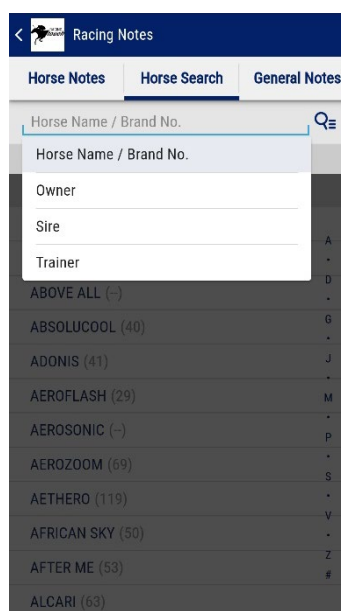 Racing Notes
Horse Notes Horse Search General Notes
Horse Name / Brand No.
Horse Name / Brand No.
Owner
Sire
Trainer
A
D
ABOVE ALL (--)
G
ABSOLUCOOL (40)
J
ADONIS (41)
M
AEROFLASH (29)
P
AEROSONIC (--)
S
AEROZOOM (69)
V
AETHERO (119)
AFRICAN SKY (50)
Z
AFTER ME (53)
#
ALCARI (63)